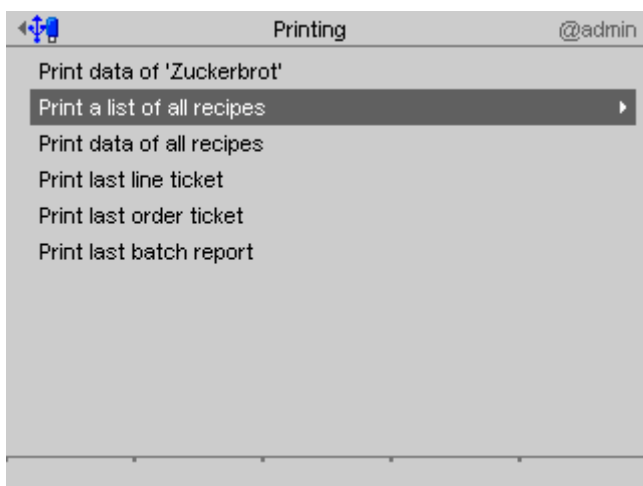 Printing @admin
Print data of 'Zuckerbrot'
Print a list of all recipes
Print data of all recipes
Print last line ticket
Print last order ticket
Print last batch report